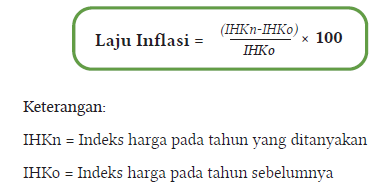 Laju Inflasi = (IHKn-IHKo) / IHKo × 100
Keterangan:
IHKn = Indeks harga pada tahun yang ditanyakan
IHKo = Indeks harga pada tahun sebelumnya